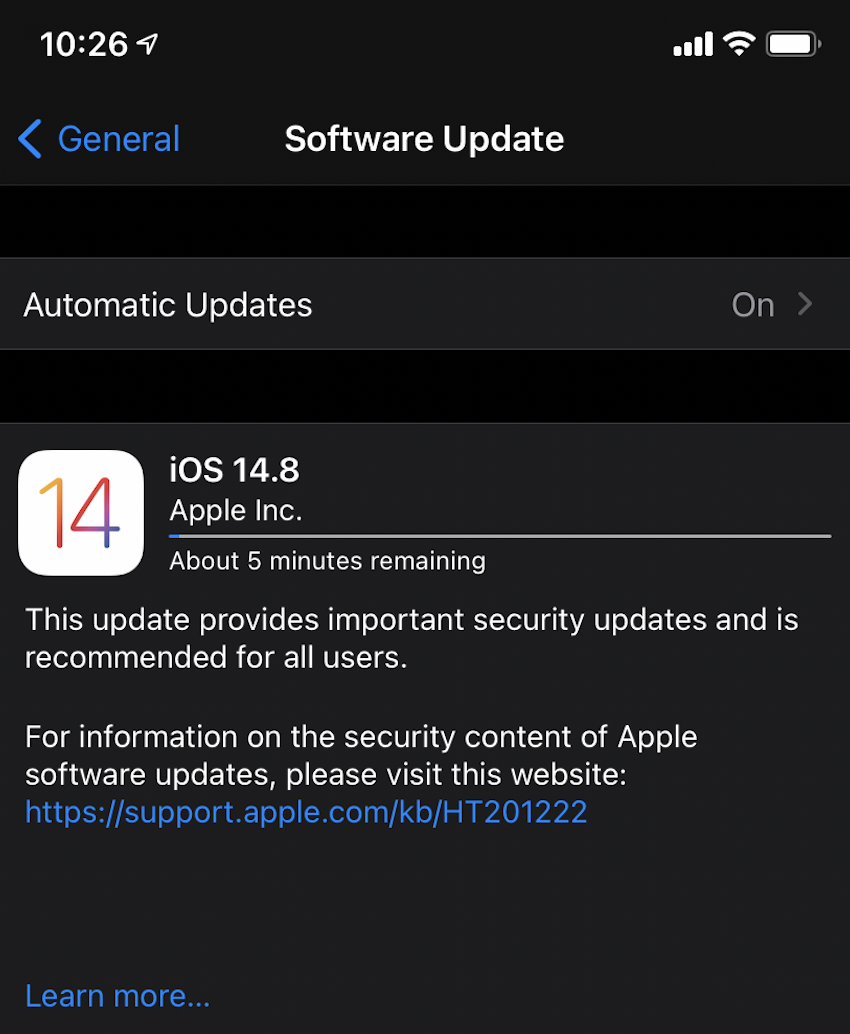 10:26
General
Software Update
Automatic Updates On
14
iOS 14.8
Apple Inc.
About 5 minutes remaining
This update provides important security updates and is
recommended for all users.
For information on the security content of Apple
software updates, please visit this website:
https://support.apple.com/kb/HT201222
Learn more...